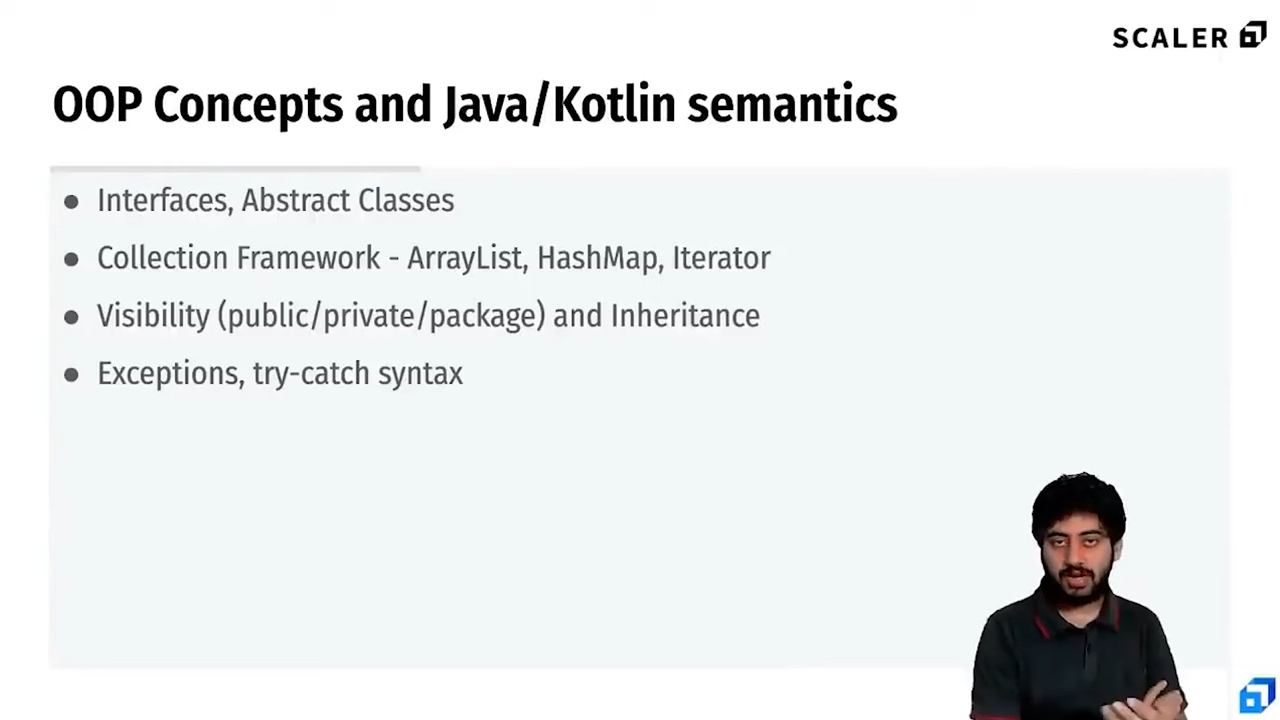 SCALER
OOP Concepts and Java/Kotlin semantics
● Interfaces, Abstract Classes
● Collection Framework - ArrayList, HashMap, Iterator
● Visibility (public/private/package) and Inheritance
● Exceptions, try-catch syntax